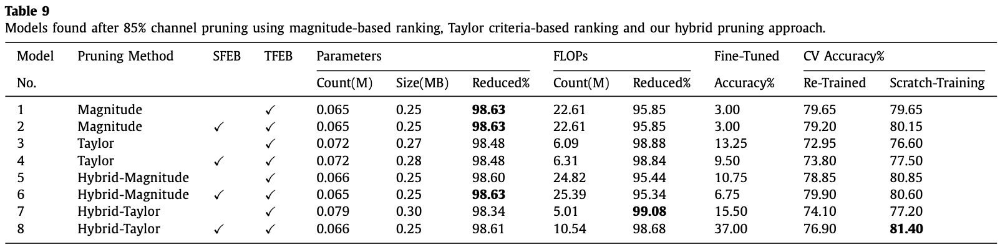 Table 9
Models found after 85% channel pruning using magnitude-based ranking, Taylor criteria-based ranking and our hybrid pruning approach.
Model Pruning Method SFEB TFEB Parameters FLOPs Fine-Tuned CV Accuracy%
No. Count(M) Size(MB) Reduced% Count(M) Reduced% Accuracy% Re-Trained Scratch-Training
1 Magnitude ✓ 0.065 0.25 98.63 22.61 95.85 3.00 79.65 79.65
2 Magnitude ✓ ✓ 0.065 0.25 98.63 22.61 95.85 3.00 79.20 80.15
3 Taylor ✓ 0.072 0.27 98.48 6.09 98.88 13.25 72.95 76.60
4 Taylor ✓ ✓ 0.072 0.28 98.48 6.31 98.84 9.50 73.80 77.50
5 Hybrid-Magnitude ✓ 0.066 0.25 98.60 24.82 95.44 10.75 78.85 80.85
6 Hybrid-Magnitude ✓ ✓ 0.065 0.25 98.63 25.39 95.34 6.75 79.90 80.60
7 Hybrid-Taylor ✓ 0.079 0.30 98.34 5.01 99.08 15.50 74.10 77.20
8 Hybrid-Taylor ✓ ✓ 0.066 0.25 98.61 10.54 98.68 37.00 76.90 81.40